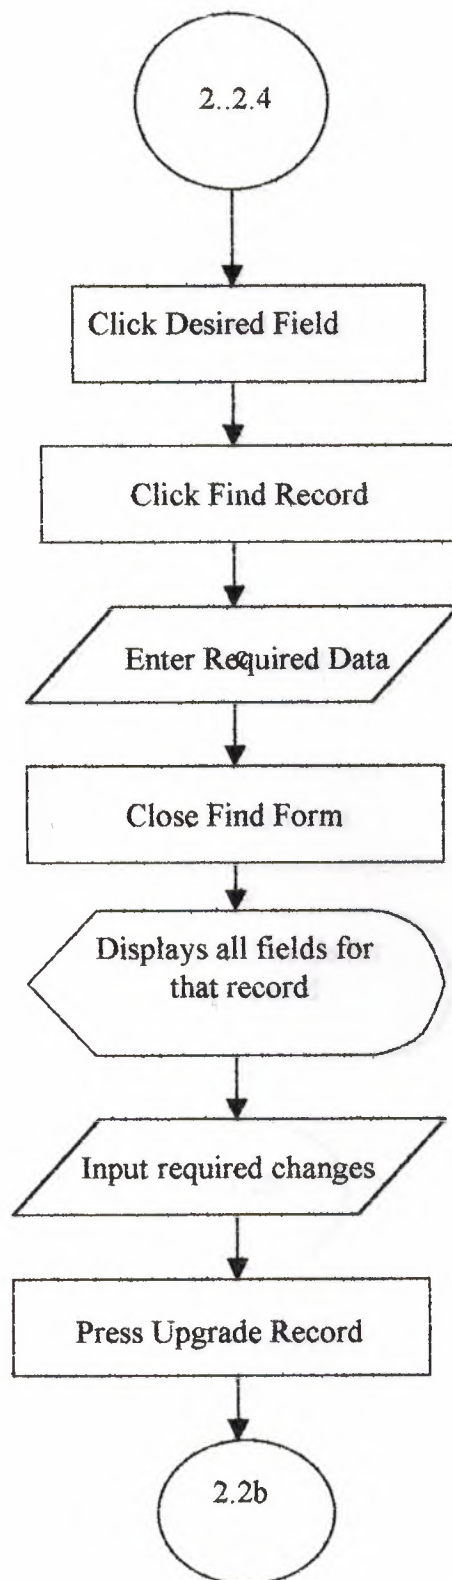 2..2.4
Click Desired Field
Click Find Record
Enter Required Data
Close Find Form
Displays all fields for
that record
Input required changes
Press Upgrade Record
2.2b